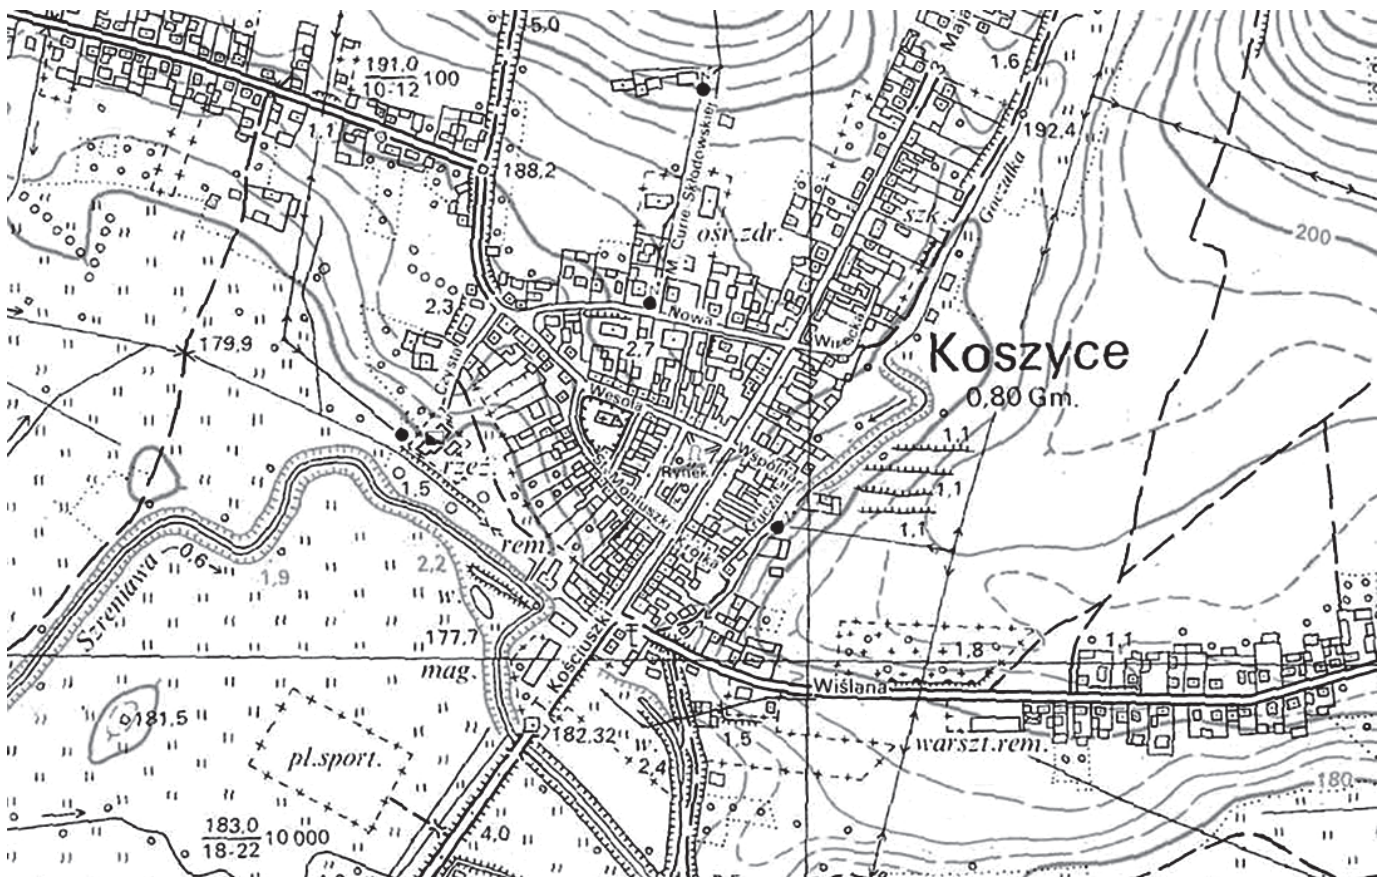 5,0
3 Maja
1.6
191.0
10-12
100
1,1
192.4
188,2
M. Curie-Skłodowskiej
szk.
ośr. zdr.
200
2.3
Nowa
Wirecka
179,9
2.7
Koszyce
0,80 Gm.
Czysta
Wesoła
1,1
Wspólna
Rynek
rzeź.
1,1
1.5
St. Moniuszki
Krucza
1,1
rem.
Szreniawa
0,6
1,9
2,2
w.
177.7
1,8
1,1
mag.
Kościuszki
Wiślana
181,5
182,32
w.
1,5
warszt.rem.
pl.sport.
2.4
180
183.0
18-22
10 000
4,0